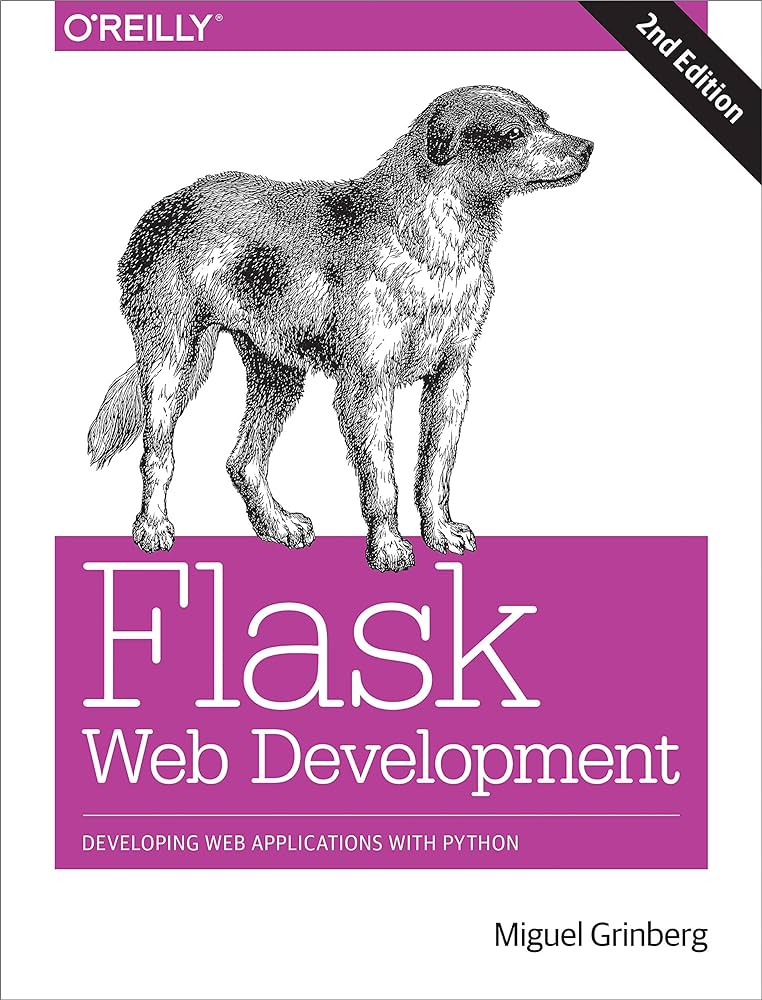 O'REILLY®
2nd Edition
Flask
Web Development
DEVELOPING WEB APPLICATIONS WITH PYTHON
Miguel Grinberg